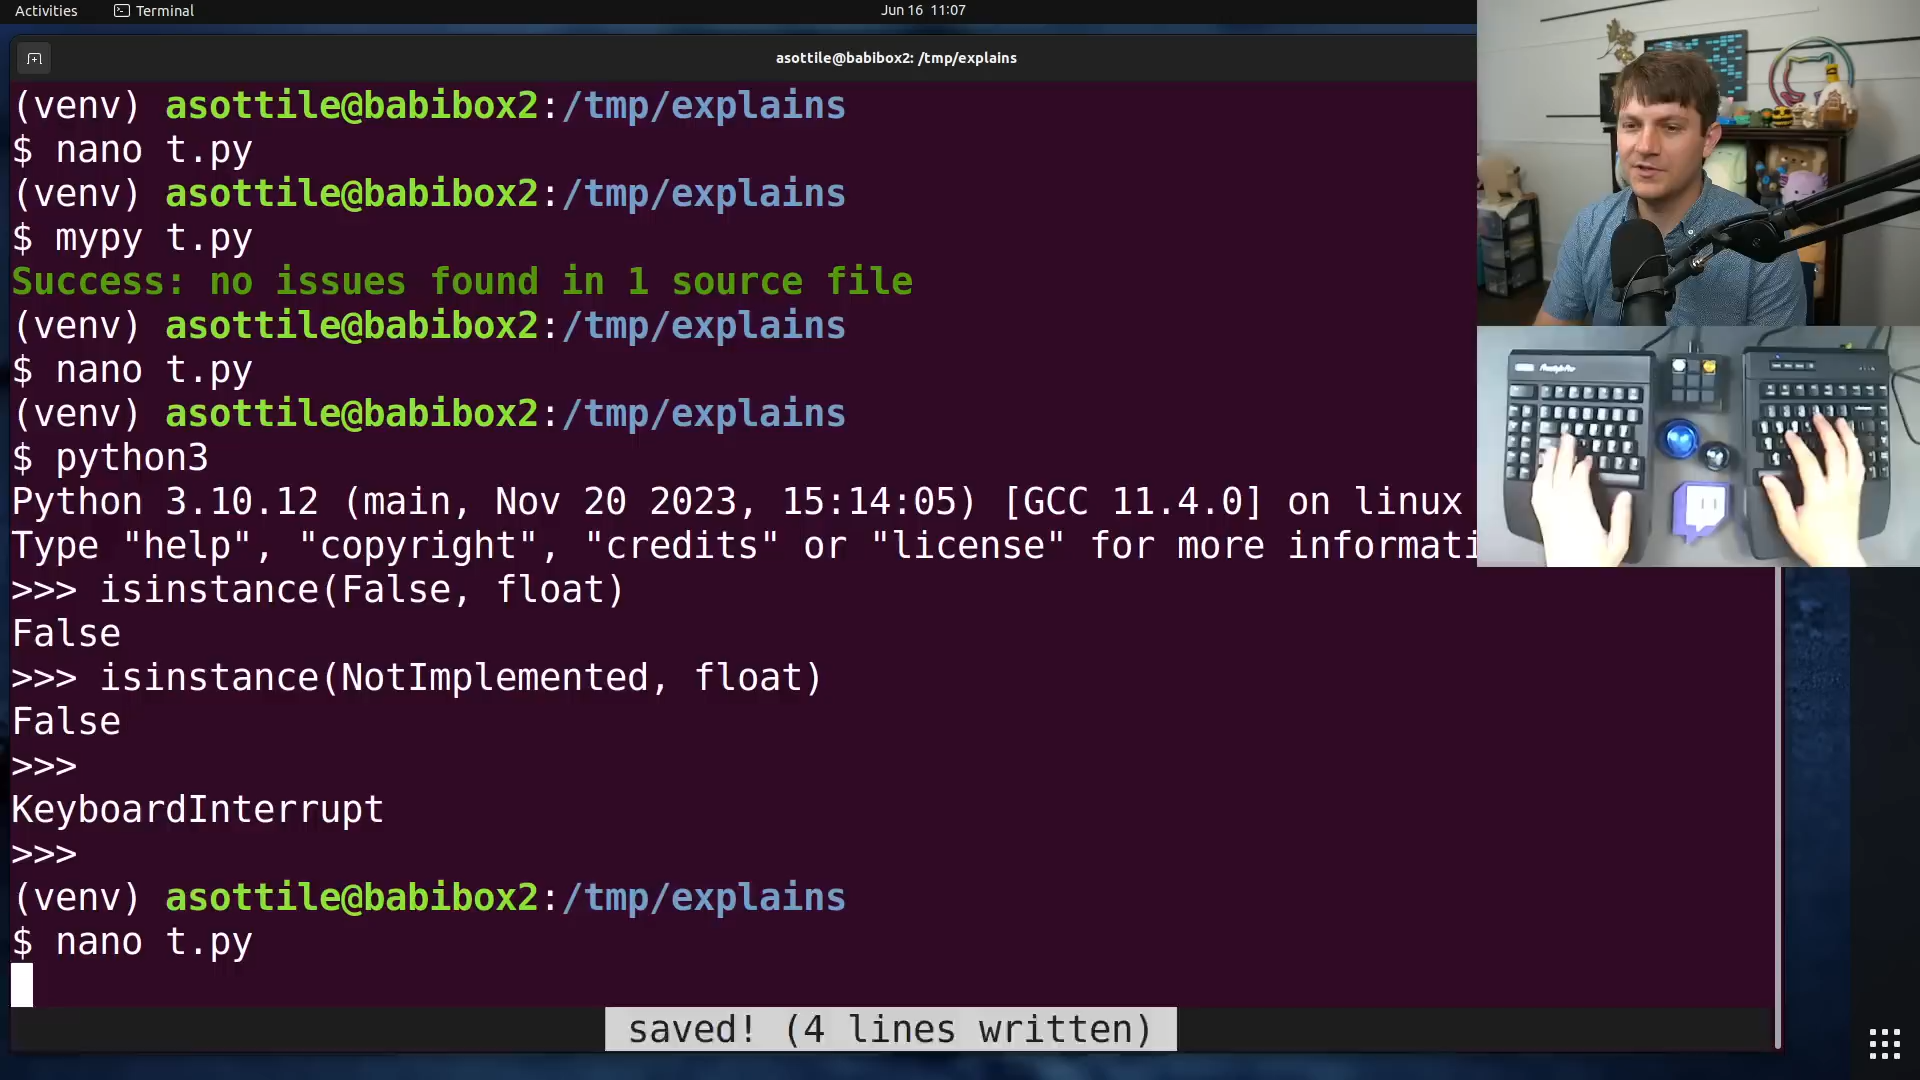 Activities
Terminal
Jun 16 11:07
asottile@babibox2: /tmp/explains
(venv) asottile@babibox2:/tmp/explains
$ nano t.py
(venv) asottile@babibox2:/tmp/explains
$ mypy t.py
Success: no issues found in 1 source file
(venv) asottile@babibox2:/tmp/explains
$ nano t.py
(venv) asottile@babibox2:/tmp/explains
$ python3
Python 3.10.12 (main, Nov 20 2023, 15:14:05) [GCC 11.4.0] on linux
Type "help", "copyright", "credits" or "license" for more informati
>>> isinstance(False, float)
False
>>> isinstance(NotImplemented, float)
False
>>>
KeyboardInterrupt
>>>
(venv) asottile@babibox2:/tmp/explains
$ nano t.py
saved! (4 lines written)